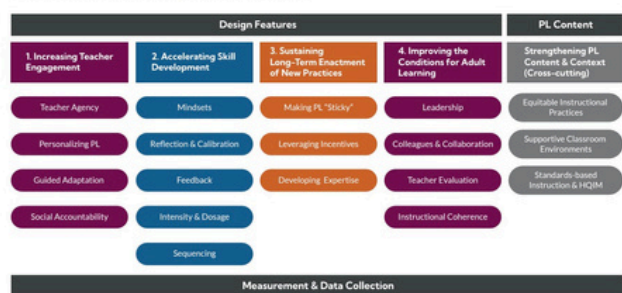 Design Features
PL Content
1. Increasing Teacher
Engagement
2. Accelerating Skill
Development
3. Sustaining
Long-Term Enactment
of New Practices
4. Improving the
Conditions for Adult
Learning
Strengthening PL
Content & Context
(Cross-cutting)
Teacher Agency
Personalizing PL
Guided Adaptation
Social Accountability
Mindsets
Reflection & Calibration
Feedback
Intensity & Dosage
Sequencing
Making PL "Sticky"
Leveraging Incentives
Developing Expertise
Leadership
Colleagues & Collaboration
Teacher Evaluation
Instructional Coherence
Equitable Instructional
Practices
Supportive Classroom
Environments
Standards-based
Instruction & HQIM
Measurement & Data Collection